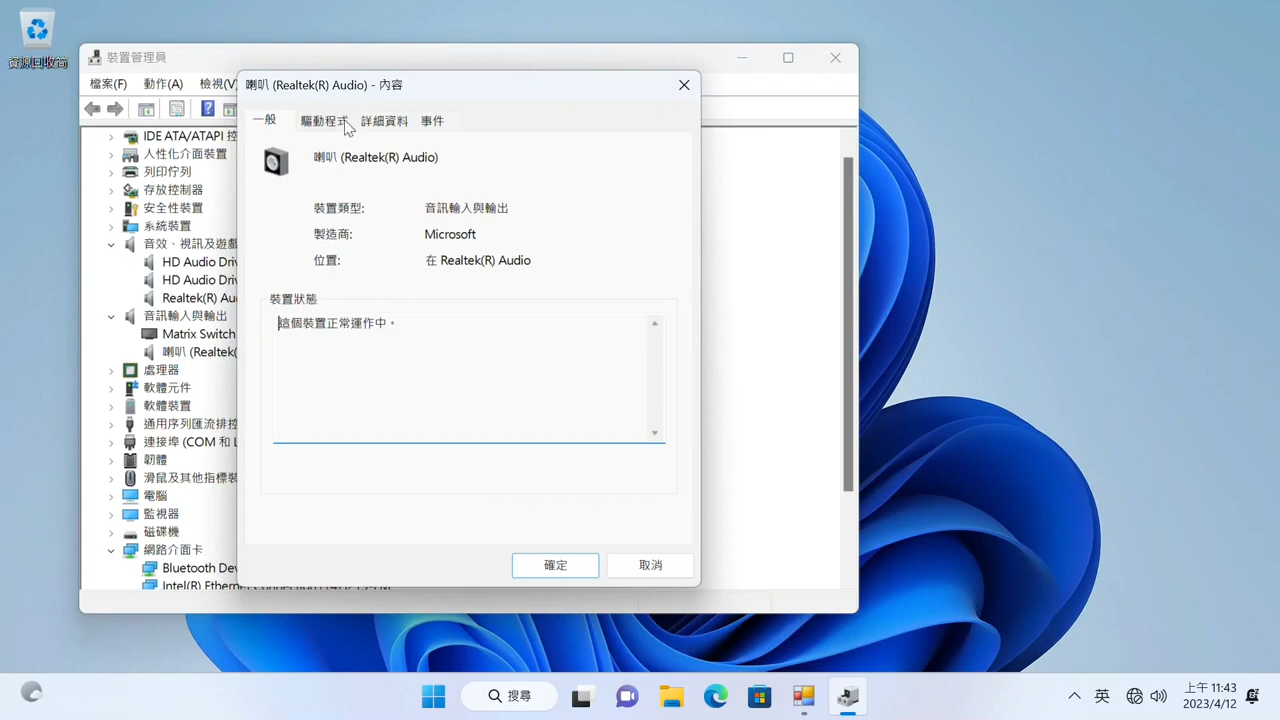 資源回收筒
裝置管理員
檔案(F) 動作(A) 檢視(V)
喇叭 (Realtek(R) Audio) - 內容
一般 驅動程式 詳細資料 事件
喇叭 (Realtek(R) Audio)
裝置類型: 音訊輸入與輸出
製造商: Microsoft
位置: 在 Realtek(R) Audio
裝置狀態
這個裝置正常運作中。
確定 取消
IDE ATA/ATAPI 控
人性化介面裝置
列印佇列
存放控制器
安全性裝置
系統裝置
音效、視訊及遊戲
HD Audio Driv
HD Audio Driv
Realtek(R) Au
音訊輸入與輸出
Matrix Switch
喇叭 (Realtek(
處理器
軟體元件
軟體裝置
通用序列匯流排控
連接埠 (COM 和 L
韌體
滑鼠及其他指標裝
電腦
監視器
磁碟機
網路介面卡
Bluetooth Dev
搜尋
英
上午 11:43
2023/4/12